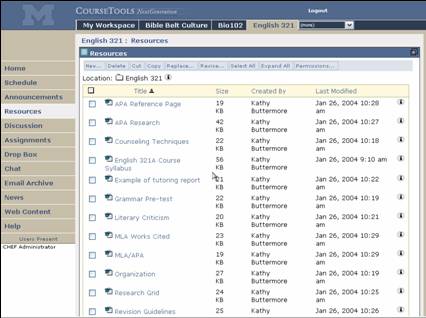 M
COURSETOOLS NextGeneration
Logout
My Workspace Bible Belt Culture Bio102 English 321 (more)
English 321 : Resources
Home
Schedule
Announcements
Resources
Discussion
Assignments
Drop Box
Chat
Email Archive
News
Web Content
Help
Users Present
CHEF Administrator
Resources
New... Delete Cut Copy Replace... Revise... Select All Expand All Permissions...
Location: English 321
Title Size Created By Last Modified
APA Reference Page 19 KB Kathy Buttermore Jan 26, 2004 10:28 am
APA Research 42 KB Kathy Buttermore Jan 26, 2004 10:27 am
Counseling Techniques 22 KB Kathy Buttermore Jan 26, 2004 10:18 am
English 321A Course Syllabus 56 KB Kathy Buttermore Jan 26, 2004 9:10 am
Example of tutoring report 21 KB Kathy Buttermore Jan 26, 2004 10:22 am
Grammar Pre-test 22 KB Kathy Buttermore Jan 26, 2004 10:19 am
Literary Criticism 20 KB Kathy Buttermore Jan 26, 2004 10:21 am
MLA Works Cited 23 KB Kathy Buttermore Jan 26, 2004 10:29 am
MLA/APA 19 KB Kathy Buttermore Jan 26, 2004 10:19 am
Organization 27 KB Kathy Buttermore Jan 26, 2004 10:29 am
Research Grid 24 KB Kathy Buttermore Jan 26, 2004 10:25 am
Revision Guidelines 25 Kathy Jan 26, 2004 10:26